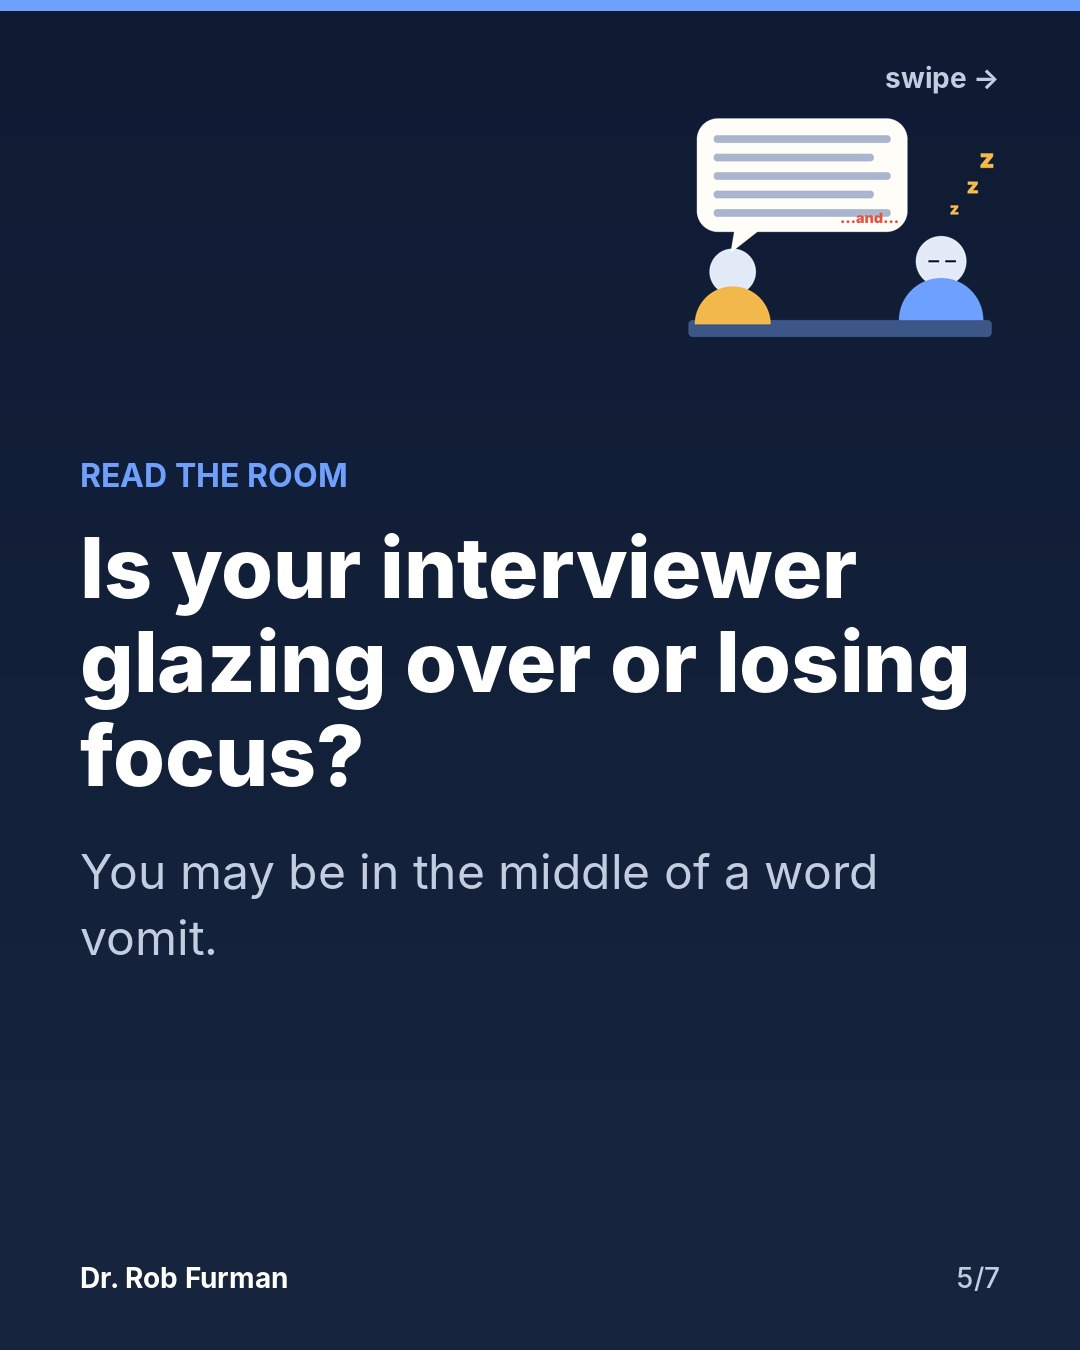 swipe →
z
z
z
...and...
READ THE ROOM
Is your interviewer
glazing over or losing
focus?
You may be in the middle of a word
vomit.
Dr. Rob Furman
5/7